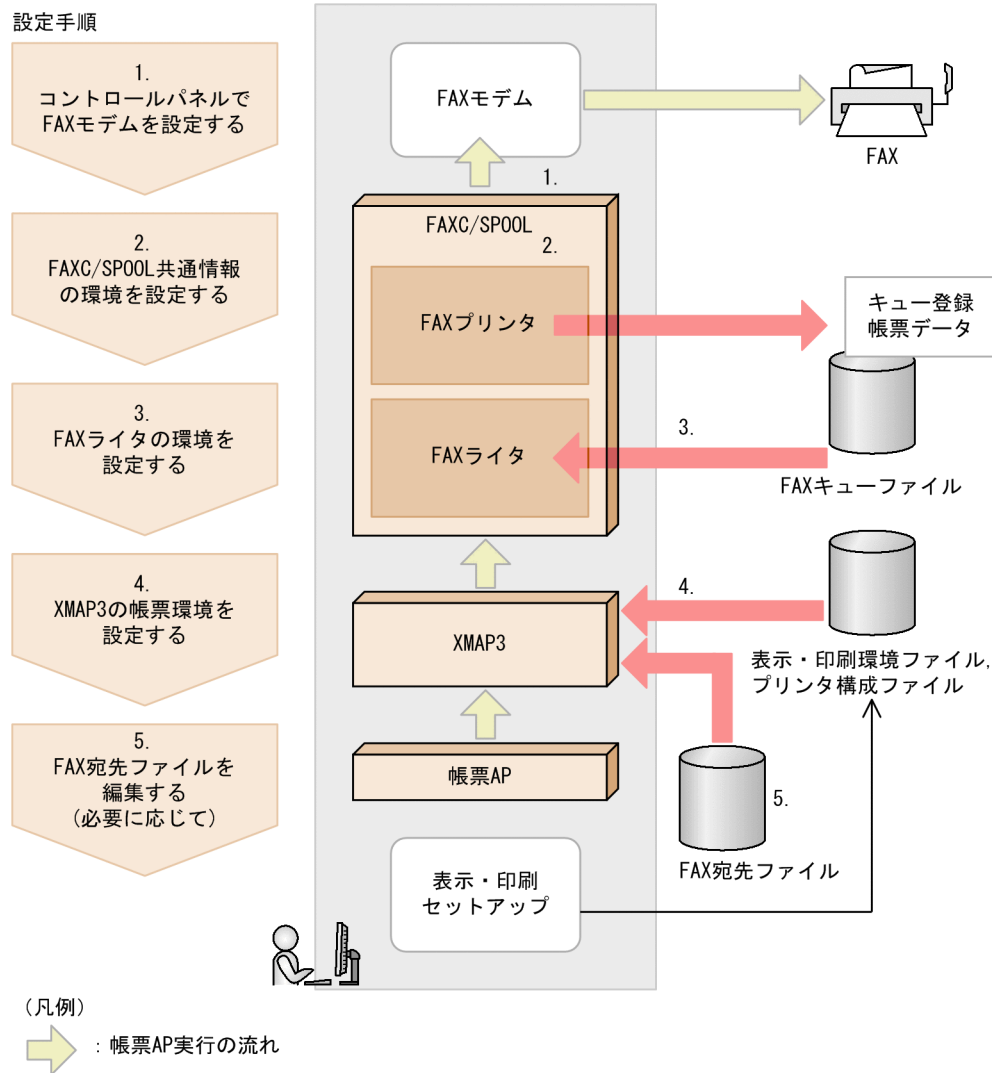 設定手順
1.
コントロールパネルで
FAXモデムを設定する
2.
FAXC/SPOOL共通情報
の環境を設定する
3.
FAXライタの環境を
設定する
4.
XMAP3の帳票環境を
設定する
5.
FAX宛先ファイルを
編集する
(必要に応じて)
FAXモデム
FAX
1.
FAXC/SPOOL
2.
FAXプリンタ
キュー登録
帳票データ
FAXライタ
3.
FAXキューファイル
XMAP3
4.
表示・印刷環境ファイル,
プリンタ構成ファイル
帳票AP
5.
FAX宛先ファイル
表示・印刷
セットアップ
(凡例)
:帳票AP実行の流れ